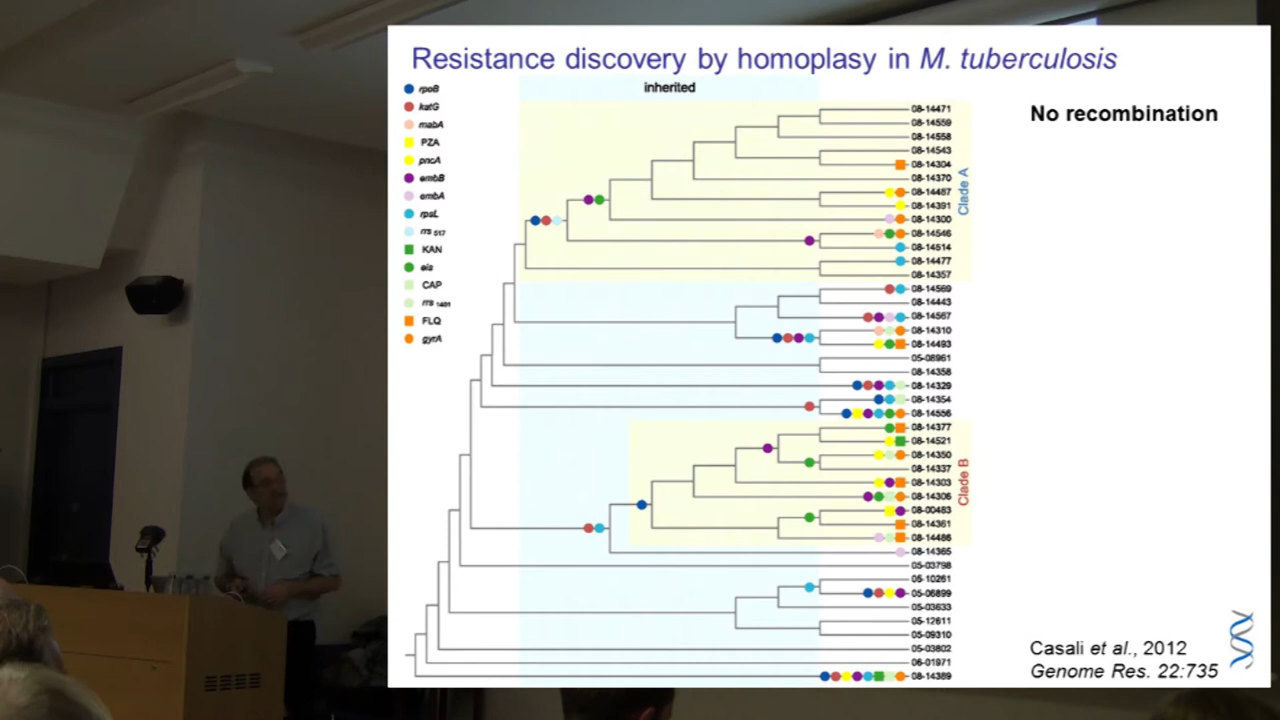 Resistance discovery by homoplasy in M. tuberculosis
inherited
No recombination
rpoB
katG
mabA
PZA
pncA
embB
embA
rpsL
rrs 517
KAN
eis
CAP
rrs 1401
FLQ
gyrA
08-14471
08-14559
08-14558
08-14543
08-14304
08-14370
08-14487
08-14391
08-14300
08-14546
08-14514
08-14477
08-14357
Clade A
08-14569
08-14443
08-14567
08-14310
08-14493
05-08961
08-14358
08-14329
08-14354
08-14556
08-14377
08-14521
08-14350
08-14337
08-14303
08-14306
08-00483
08-14361
08-14486
Clade B
08-14365
05-03798
05-10261
05-06899
05-03633
05-12611
05-09310
05-03802
06-01971
08-14389
Casali et al., 2012
Genome Res. 22:735